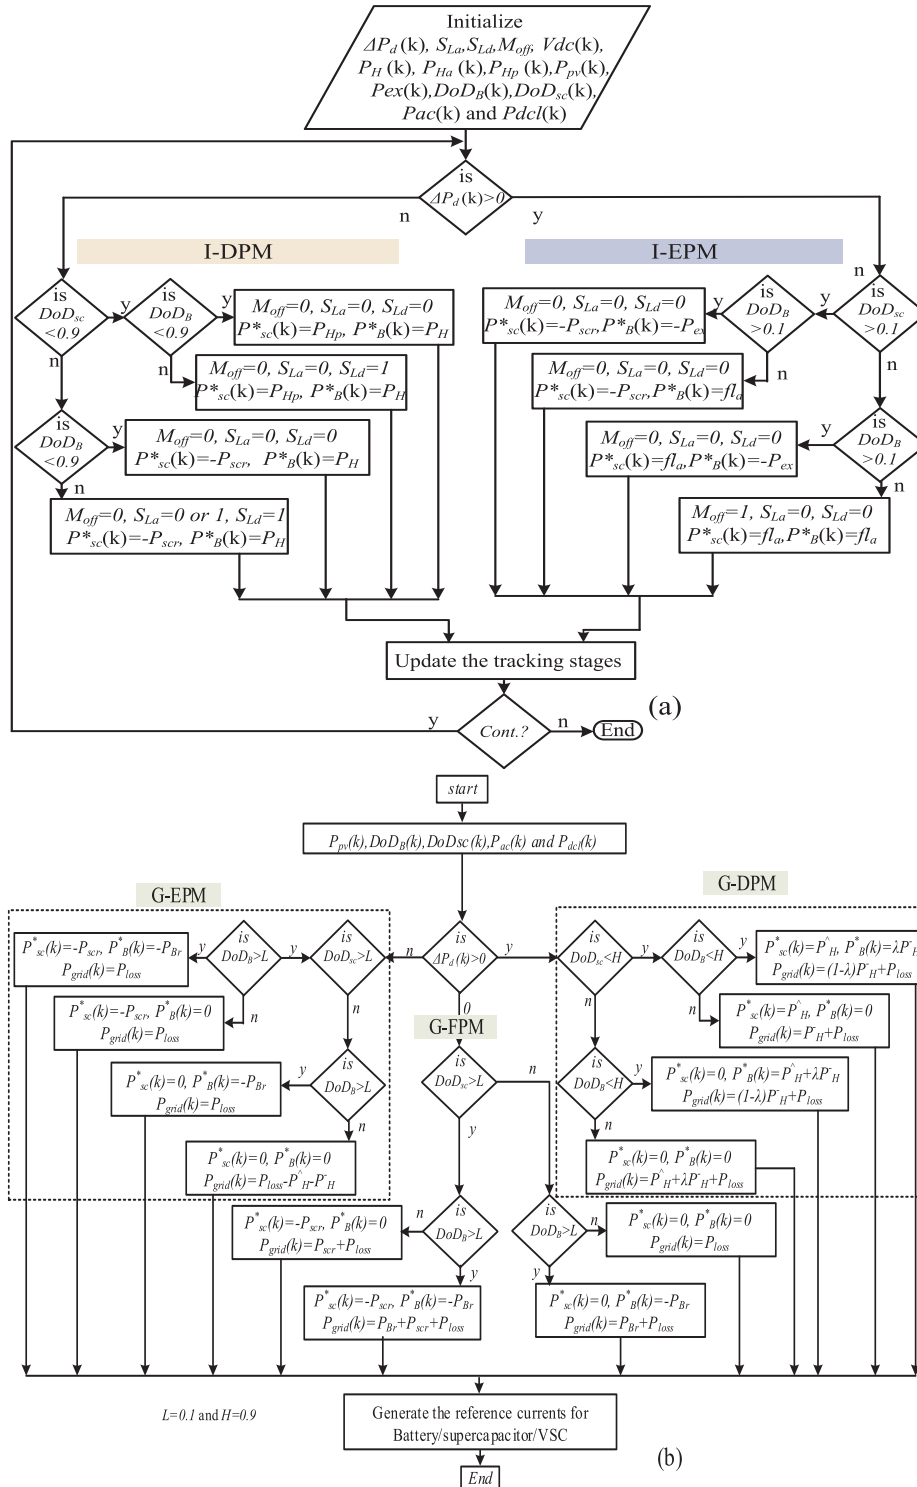 Initialize
ΔP_d (k), S_La,S_Ld,M_off, Vdc(k),
P_H (k), P_Ha (k),P_Hp (k),P_pv(k),
Pex(k),DoD_B(k),DoD_sc(k),
Pac(k) and Pdcl(k)
is
ΔP_d (k)>0
n
y
I-DPM
I-EPM
is
DoD_sc
<0.9
y
n
is
DoD_B
<0.9
y
n
M_off=0, S_La=0, S_Ld=0
P*_sc(k)=P_Hp, P*_B(k)=P_H
M_off=0, S_La=0, S_Ld=1
P*_sc(k)=P_Hp, P*_B(k)=P_H
is
DoD_B
<0.9
y
n
M_off=0, S_La=0, S_Ld=0
P*_sc(k)=-P_scr, P*_B(k)=P_H
M_off=0, S_La=0 or 1, S_Ld=1
P*_sc(k)=-P_scr, P*_B(k)=P_H
n
is
DoD_sc
>0.1
y
n
is
DoD_B
>0.1
y
n
M_off=0, S_La=0, S_Ld=0
P*_sc(k)=-P_scr,P*_B(k)=-P_ex
M_off=0, S_La=0, S_Ld=0
P*_sc(k)=-P_scr,P*_B(k)=fl_a
is
DoD_B
>0.1
y
n
M_off=0, S_La=0, S_Ld=0
P*_sc(k)=fl_a,P*_B(k)=-P_ex
M_off=1, S_La=0, S_Ld=0
P*_sc(k)=fl_a,P*_B(k)=fl_a
Update the tracking stages
(a)
Cont.?
y
n
End
start
P_pv(k),DoD_B(k),DoDsc(k),P_ac(k) and P_dcl(k)
G-EPM
G-DPM
is
ΔP_d(k)>0
n
y
0
is
DoD_sc>L
y
n
is
DoD_B>L
y
n
P*_sc(k)=-P_scr, P*_B(k)=-P_Br
P_grid(k)=P_loss
P*_sc(k)=-P_scr, P*_B(k)=0
P_grid(k)=P_loss
is
DoD_B>L
y
n
P*_sc(k)=0, P*_B(k)=-P_Br
P_grid(k)=P_loss
P*_sc(k)=0, P*_B(k)=0
P_grid(k)=P_loss-P^_H-P-_H
G-FPM
is
DoD_sc>L
n
y
is
DoD_B>L
n
y
P*_sc(k)=-P_scr, P*_B(k)=0
P_grid(k)=P_scr+P_loss
P*_sc(k)=-P_scr, P*_B(k)=-P_Br
P_grid(k)=P_Br+P_scr+P_loss
is
DoD_B>L
n
y
P*_sc(k)=0, P*_B(k)=0
P_grid(k)=P_loss
P*_sc(k)=0, P*_B(k)=-P_Br
P_grid(k)=P_Br+P_loss
is
DoD_sc<H
y
n
is
DoD_B<H
y
n
P*_sc(k)=P^_H, P*_B(k)=λP-_H
P_grid(k)=(1-λ)P-_H+P_loss
P*_sc(k)=P^_H, P*_B(k)=0
P_grid(k)=P-_H+P_loss
is
DoD_B<H
y
n
P*_sc(k)=0, P*_B(k)=P^_H+λP-_H
P_grid(k)=(1-λ)P-_H+P_loss
P*_sc(k)=0, P*_B(k)=0
P_grid(k)=P^_H+λP-_H+P_loss
L=0.1 and H=0.9
Generate the reference currents for
Battery/supercapacitor/VSC
(b)
End